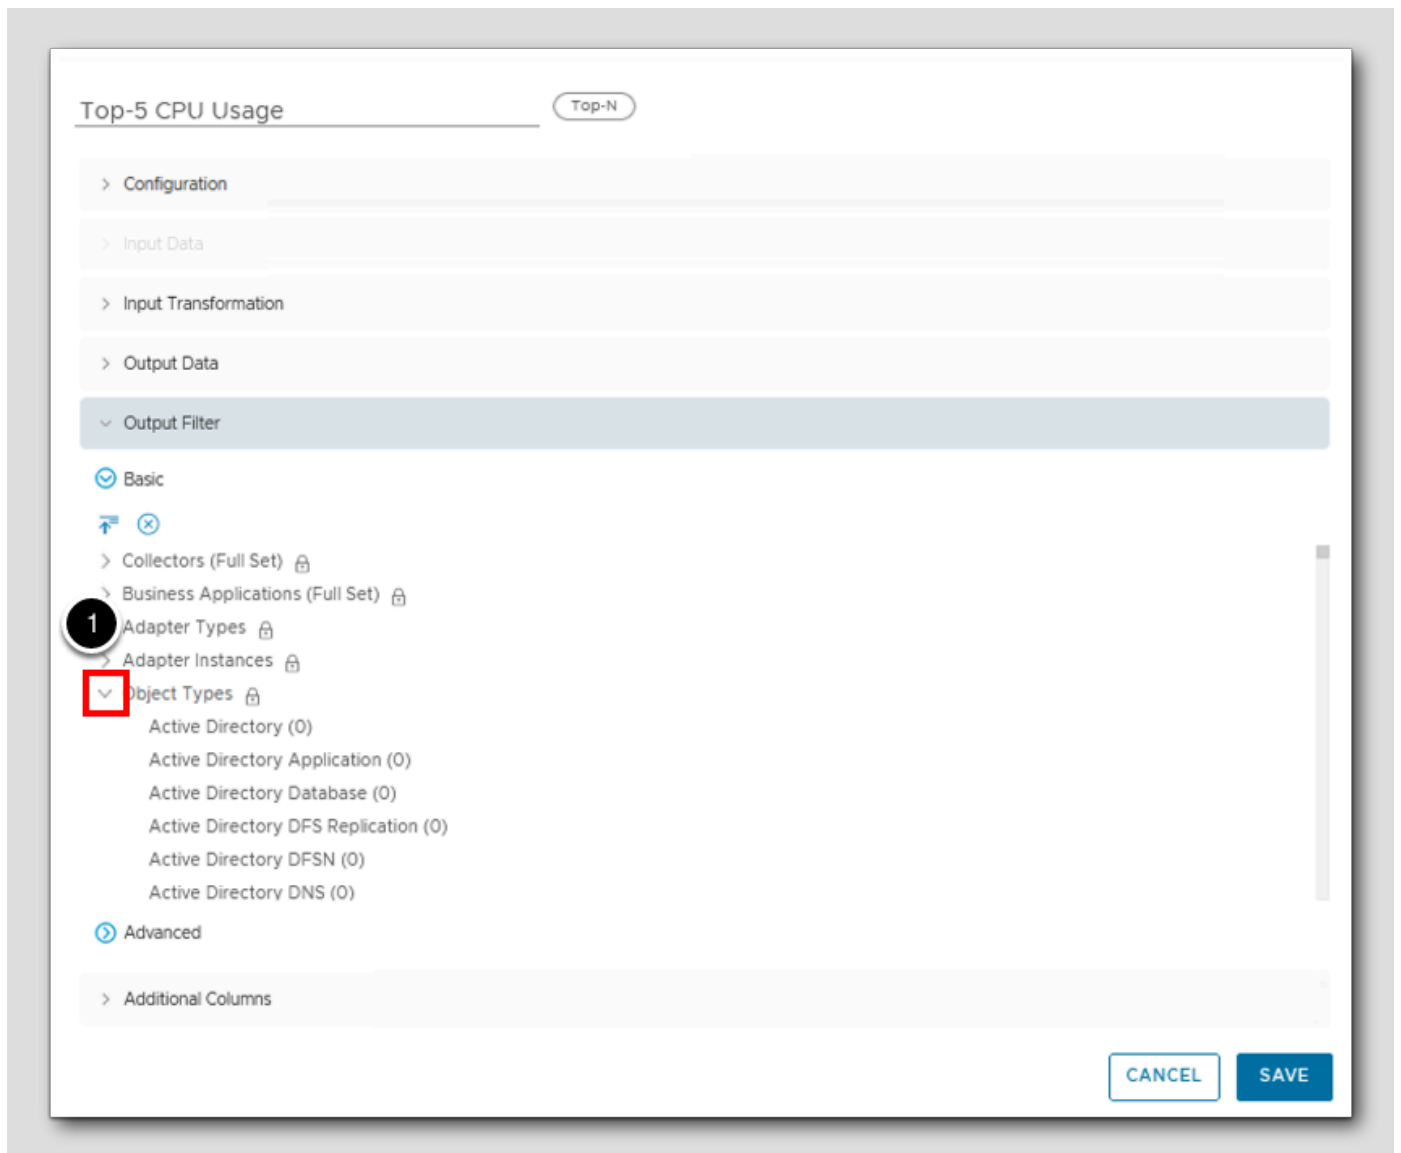 Top-5 CPU Usage
Top-N
Configuration
Input Data
Input Transformation
Output Data
Output Filter
Basic
Collectors (Full Set)
Business Applications (Full Set)
1
Adapter Types
Adapter Instances
Object Types
Active Directory (0)
Active Directory Application (0)
Active Directory Database (0)
Active Directory DFS Replication (0)
Active Directory DFSN (0)
Active Directory DNS (0)
Advanced
Additional Columns
CANCEL
SAVE